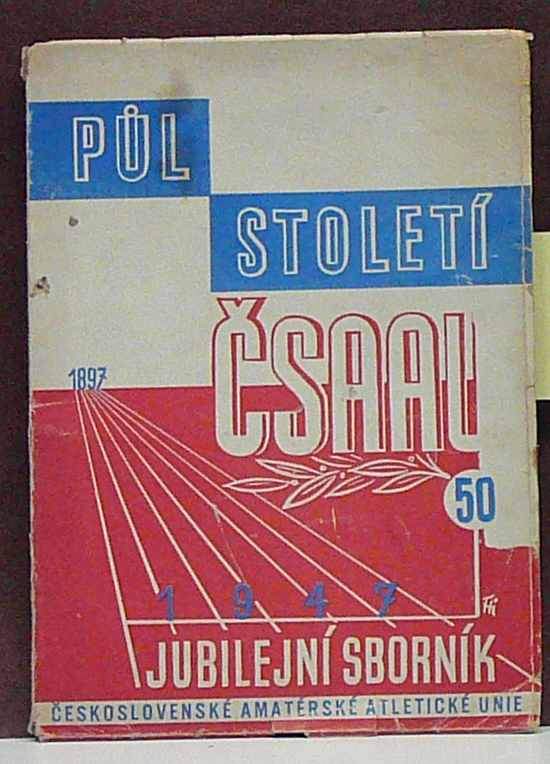 PŮL
STOLETÍ
ČSAAU
1897
50
1947
JUBILEJNÍ SBORNÍK
ČESKOSLOVENSKÉ AMATÉRSKÉ ATLETICKÉ UNIE